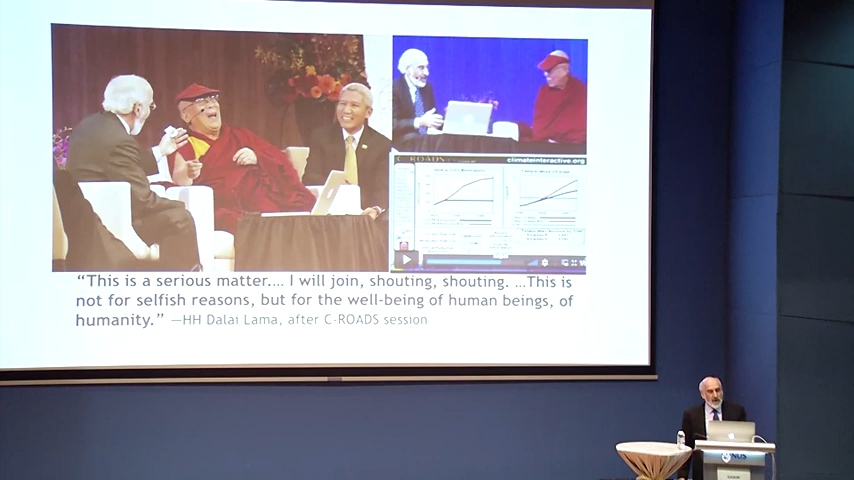 C-ROADS
climateinteractive.org
“This is a serious matter.... I will join, shouting, shouting. ...This is
not for selfish reasons, but for the well-being of human beings, of
humanity.” —HH Dalai Lama, after C-ROADS session
NUS